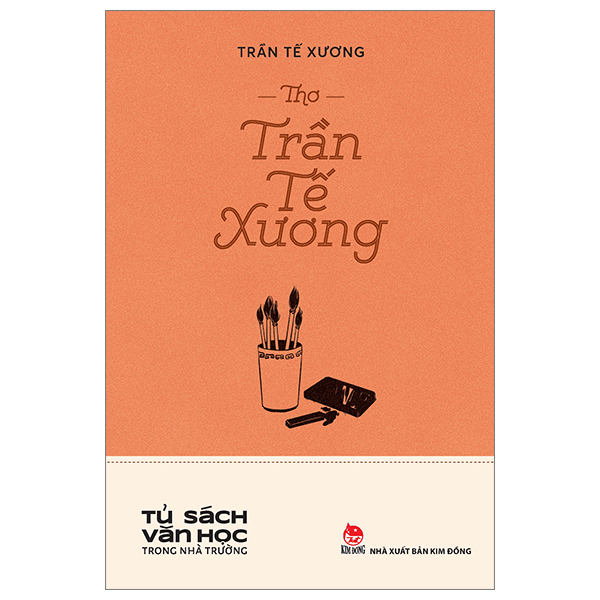 TRẦN TẾ XƯƠNG
Thơ
Trần
Tế
Xương
TỦ SÁCH
VĂN HỌC
TRONG NHÀ TRƯỜNG
KIM ĐỒNG
NHÀ XUẤT BẢN KIM ĐỒNG